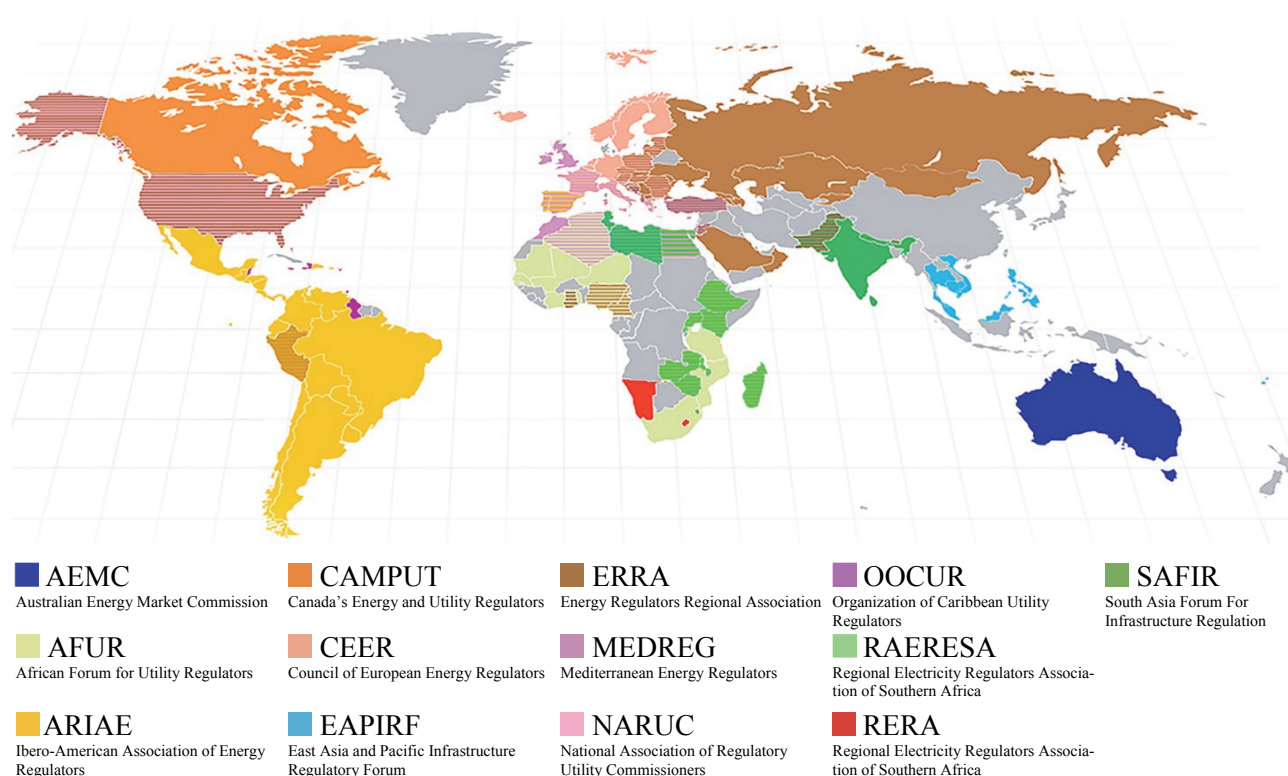 AEMC
Australian Energy Market Commission
CAMPUT
Canada's Energy and Utility Regulators
ERRA
Energy Regulators Regional Association
OOCUR
Organization of Caribbean Utility
Regulators
SAFIR
South Asia Forum For
Infrastructure Regulation
AFUR
African Forum for Utility Regulators
CEER
Council of European Energy Regulators
MEDREG
Mediterranean Energy Regulators
RAERESA
Regional Electricity Regulators Associa-
tion of Southern Africa
ARIAE
Ibero-American Association of Energy
Regulators
EAPIRF
East Asia and Pacific Infrastructure
Regulatory Forum
NARUC
National Association of Regulatory
Utility Commissioners
RERA
Regional Electricity Regulators Associa-
tion of Southern Africa